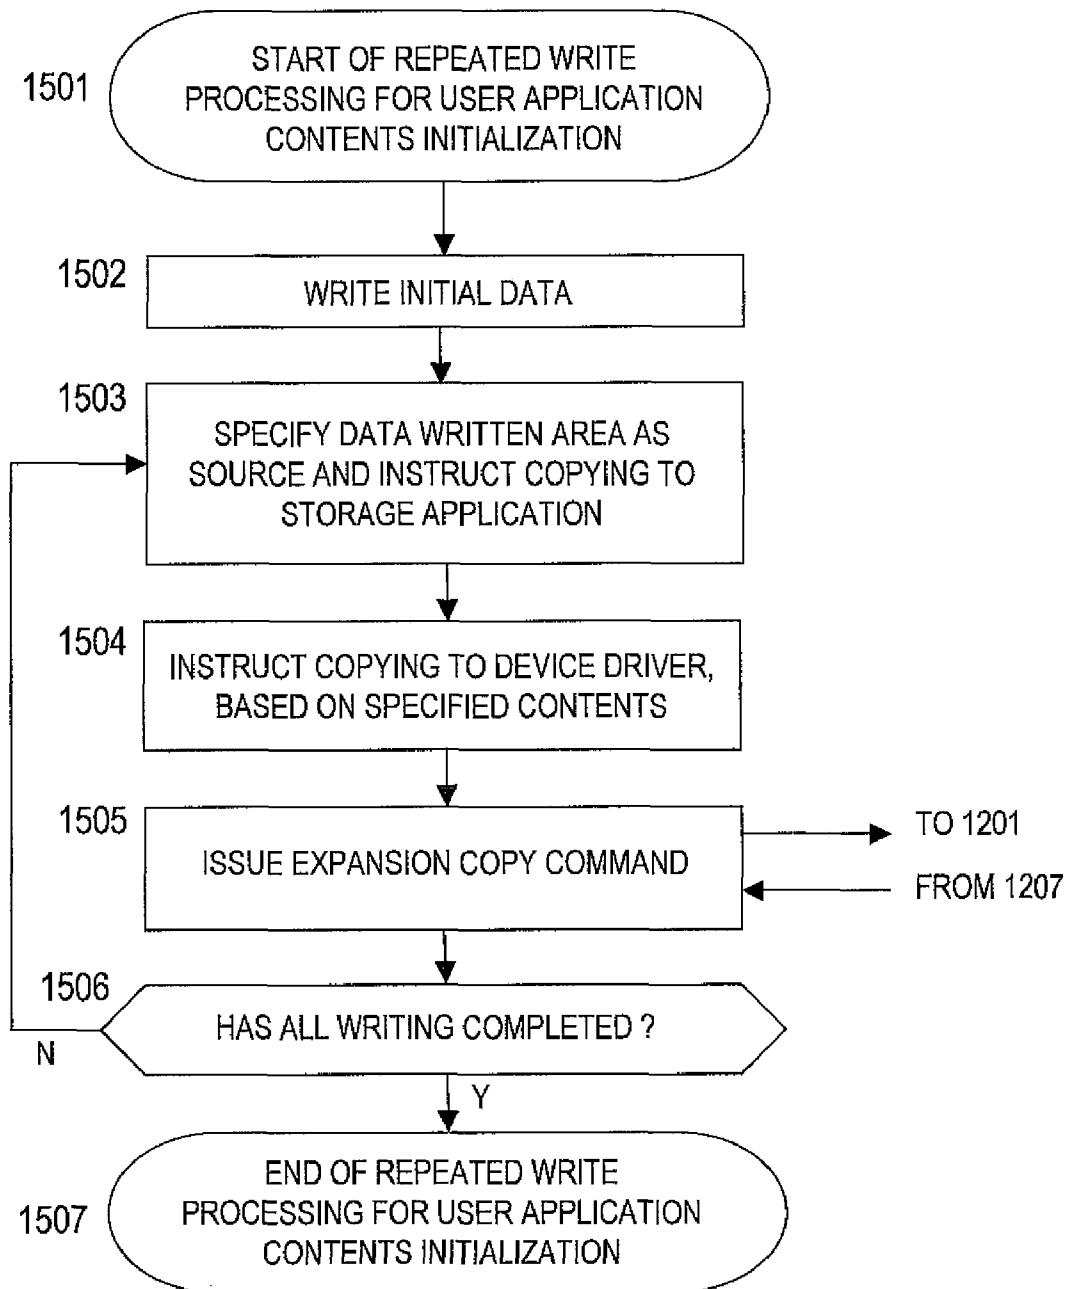 1501
START OF REPEATED WRITE
PROCESSING FOR USER APPLICATION
CONTENTS INITIALIZATION
1502
WRITE INITIAL DATA
1503
SPECIFY DATA WRITTEN AREA AS
SOURCE AND INSTRUCT COPYING TO
STORAGE APPLICATION
1504
INSTRUCT COPYING TO DEVICE DRIVER,
BASED ON SPECIFIED CONTENTS
1505
ISSUE EXPANSION COPY COMMAND
TO 1201
FROM 1207
1506
HAS ALL WRITING COMPLETED ?
N
Y
1507
END OF REPEATED WRITE
PROCESSING FOR USER APPLICATION
CONTENTS INITIALIZATION